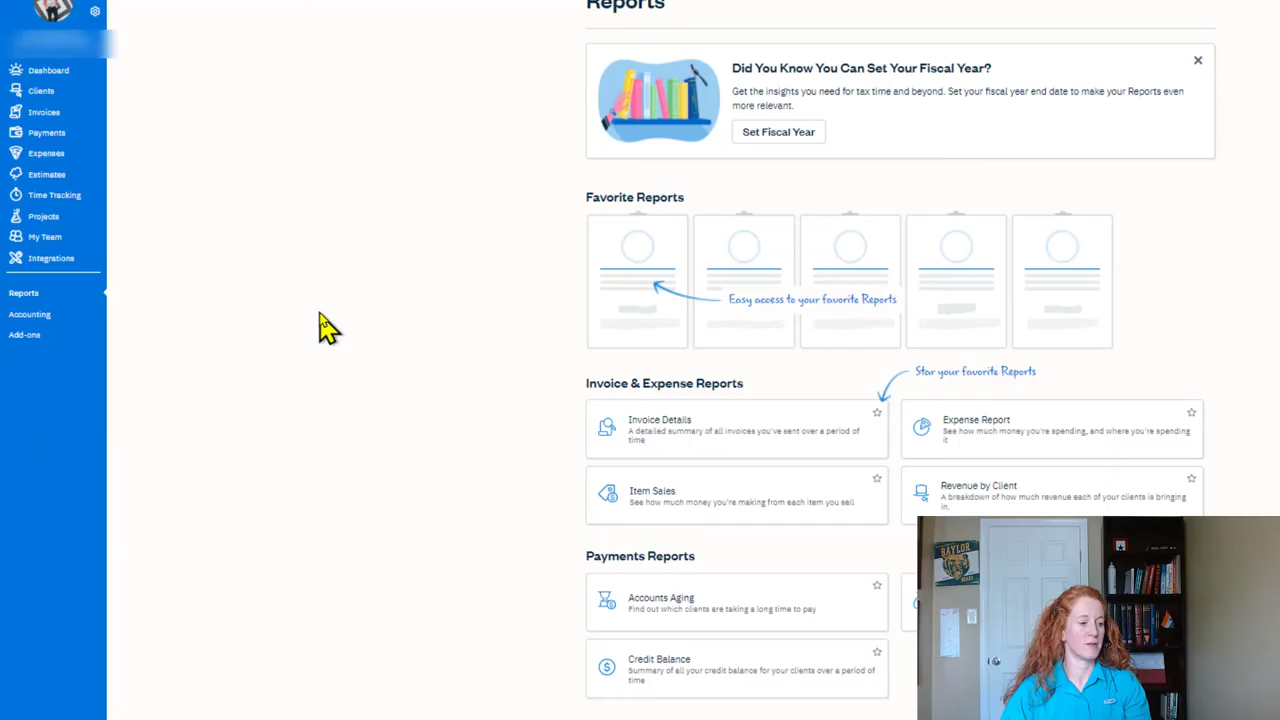 Reports
Did You Know You Can Set Your Fiscal Year?
Get the insights you need for tax time and beyond. Set your fiscal year end date to make your Reports even
more relevant.
Set Fiscal Year
Dashboard
Clients
Invoices
Payments
Expenses
Estimates
Time Tracking
Projects
My Team
Integrations
Reports
Accounting
Add-ons
Favorite Reports
Easy access to your favorite Reports
Star your favorite Reports
Invoice & Expense Reports
Invoice Details
A detailed summary of all invoices you've sent over a period of
time
Expense Report
See how much money you're spending, and where you're spending
it
Item Sales
See how much money you're making from each item you sell
Revenue by Client
A breakdown of how much revenue each of your clients is bringing
in.
Payments Reports
Accounts Aging
Find out which clients are taking a long time to pay
Credit Balance
Summary of all your credit balance for your clients over a period of
time
BAYLOR